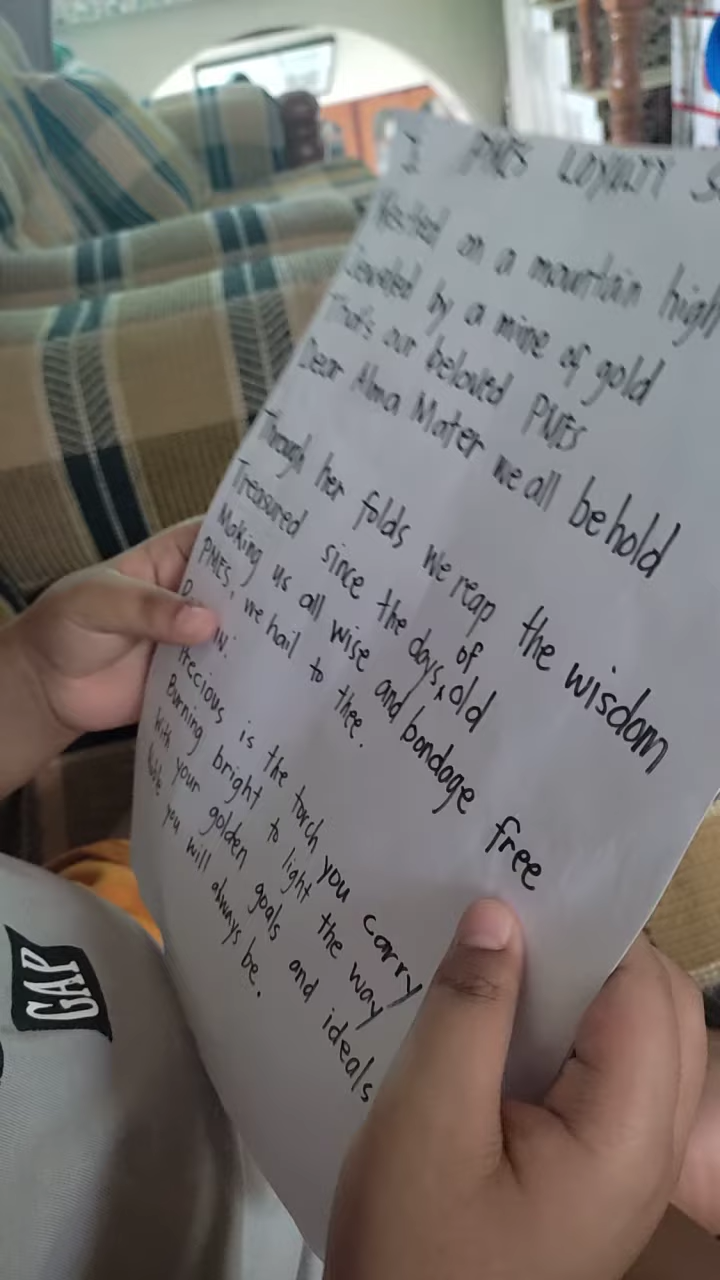 I PMES LOYALTY S
Nestled on a mountain high
Jeweled by a mine of gold
That's our beloved PMES
Dear Alma Mater we all behold
Through her folds we reap the wisdom
Treasured since the days of old
Making us all wise and bondage free
PMES, we hail to thee.
Precious is the torch you carry
Burning bright to light the way
With your golden goals and ideals
Noble you will always be.
GAP